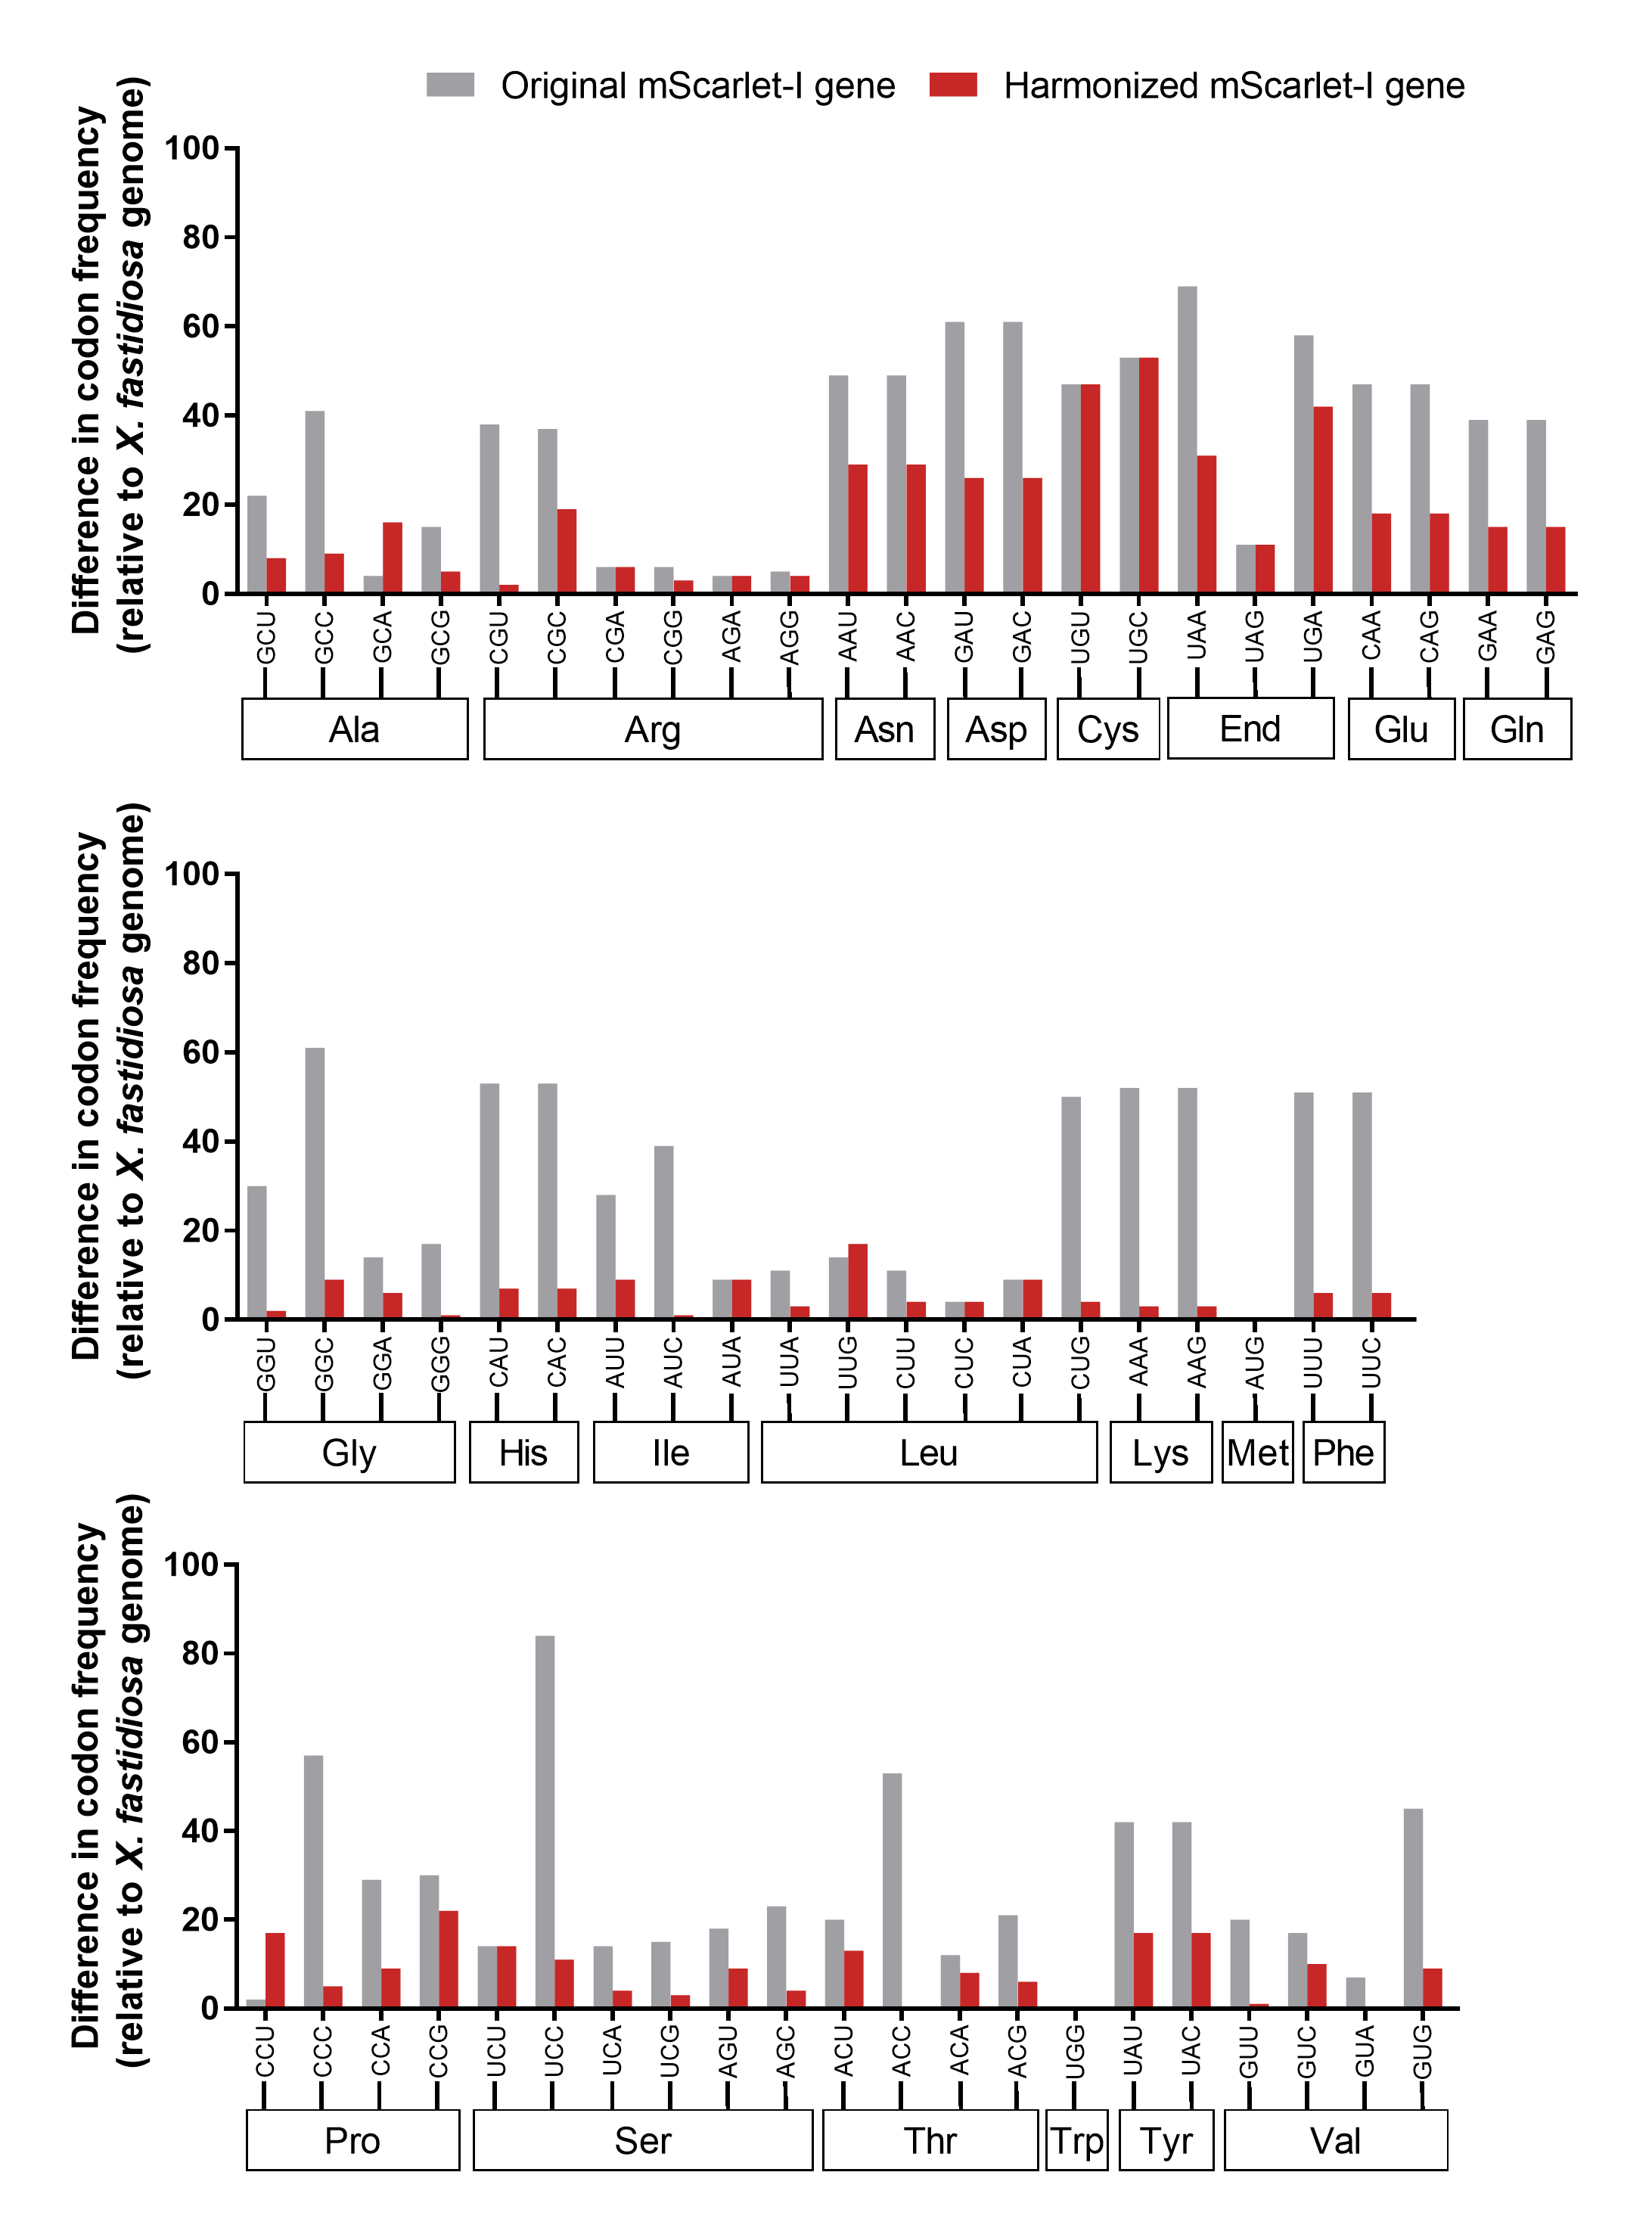 Original mScarlet-I gene Harmonized mScarlet-I gene
Difference in codon frequency
(relative to X. fastidiosa genome)
100
80
60
40
20
0
GCU GCC GCA GCG CGU CGC CGA CGG AGA AGG AAU AAC GAU GAC UGU UGC UAA UAG UGA CAA CAG GAA GAG
Ala Arg Asn Asp Cys End Glu Gln
Difference in codon frequency
(relative to X. fastidiosa genome)
100
80
60
40
20
0
GGU GGC GGA GGG CAU CAC AUU AUC AUA UUA UUG CUU CUC CUA CUG AAA AAG AUG UUU UUC
Gly His Ile Leu Lys Met Phe
Difference in codon frequency
(relative to X. fastidiosa genome)
100
80
60
40
20
0
CCU CCC CCA CCG UCU UCC UCA UCG AGU AGC ACU ACC ACA ACG UGG UAU UAC GUU GUC GUA GUG
Pro Ser Thr Trp Tyr Val